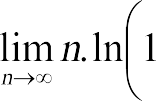 lim n→∞ n. ln(1